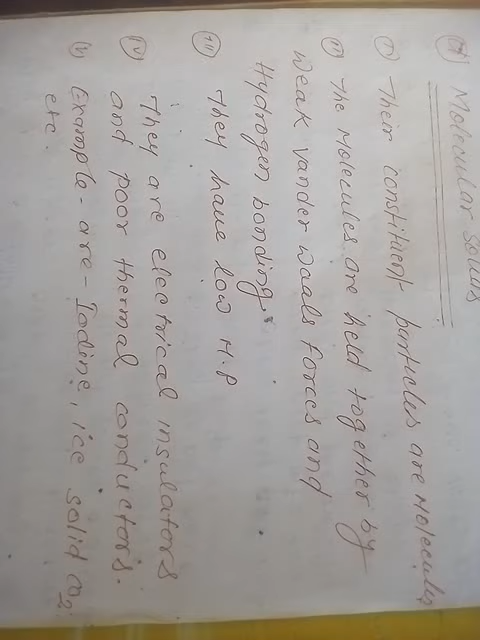 (A) Molecular solids
(i) Their constituent particles are Molecules
(ii) The Molecules are held together by
weak vander waals forces and
Hydrogen bonding.
(iii) They have low M.P
(iv) They are electrical insulators
and poor thermal conductors.
(v) Example - are - Iodine, ice solid CO2
etc.